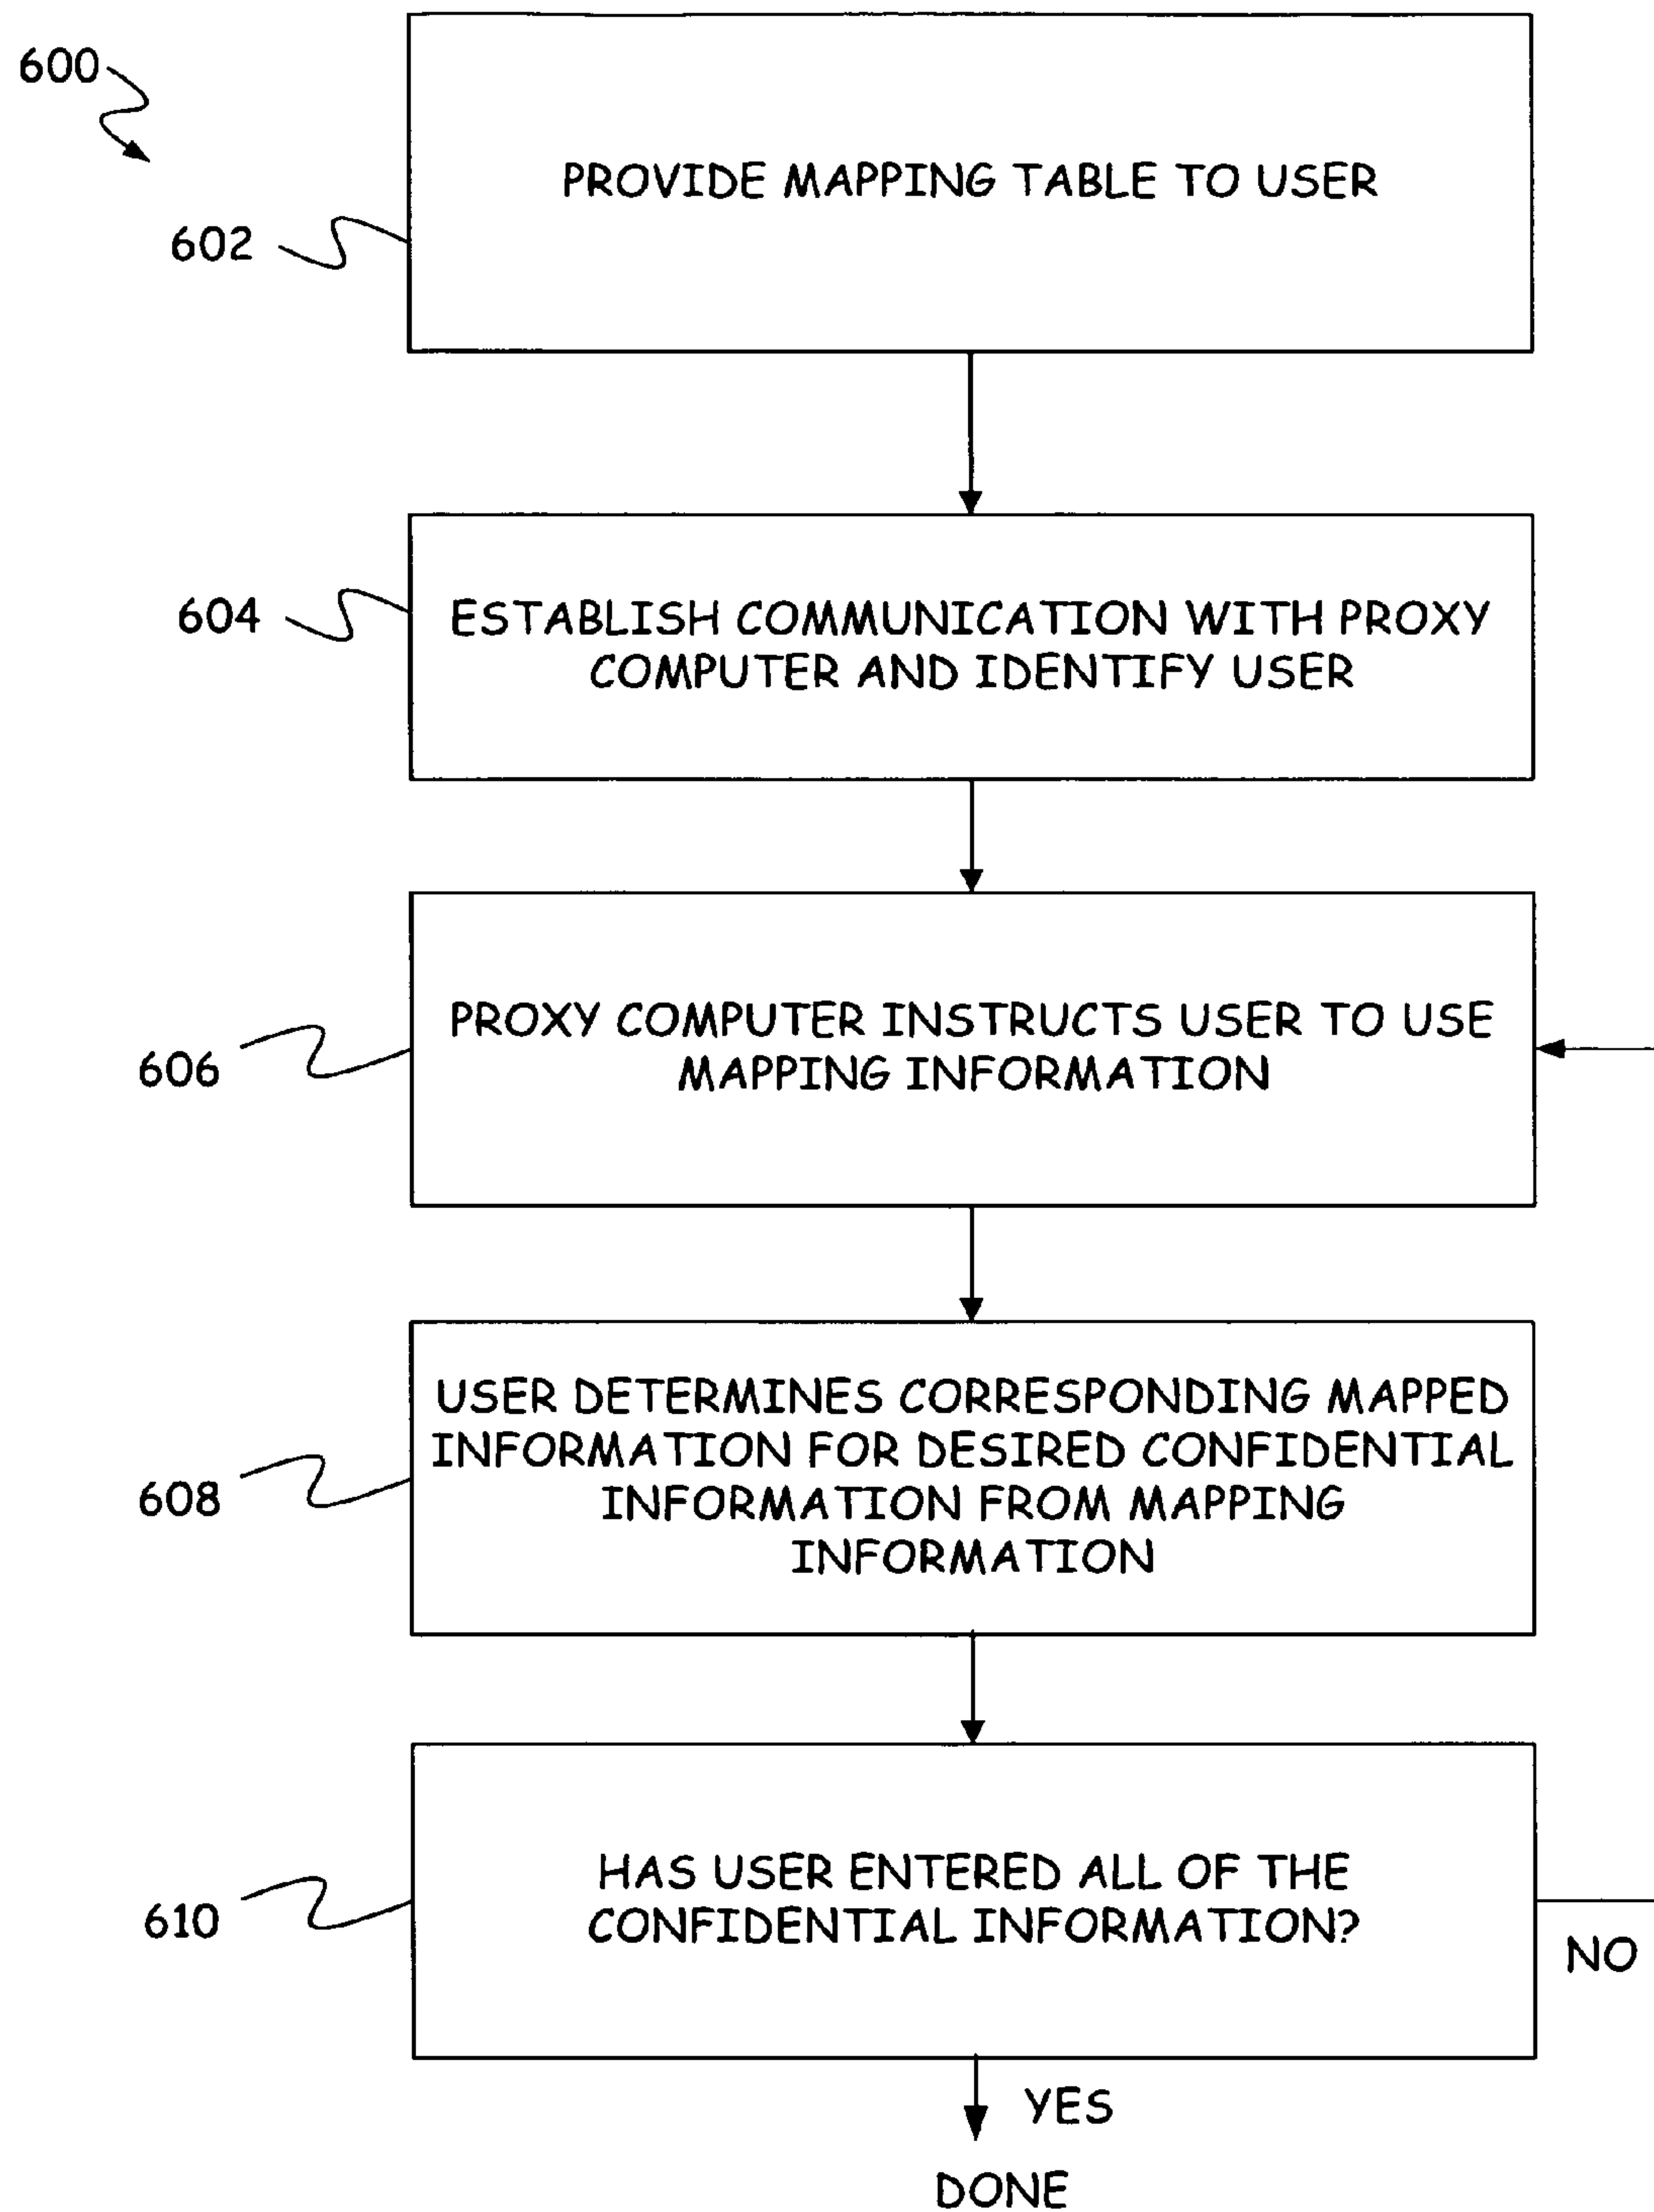 600
PROVIDE MAPPING TABLE TO USER
602
604
ESTABLISH COMMUNICATION WITH PROXY
COMPUTER AND IDENTIFY USER
606
PROXY COMPUTER INSTRUCTS USER TO USE
MAPPING INFORMATION
608
USER DETERMINES CORRESPONDING MAPPED
INFORMATION FOR DESIRED CONFIDENTIAL
INFORMATION FROM MAPPING
INFORMATION
610
HAS USER ENTERED ALL OF THE
CONFIDENTIAL INFORMATION?
NO
YES
DONE